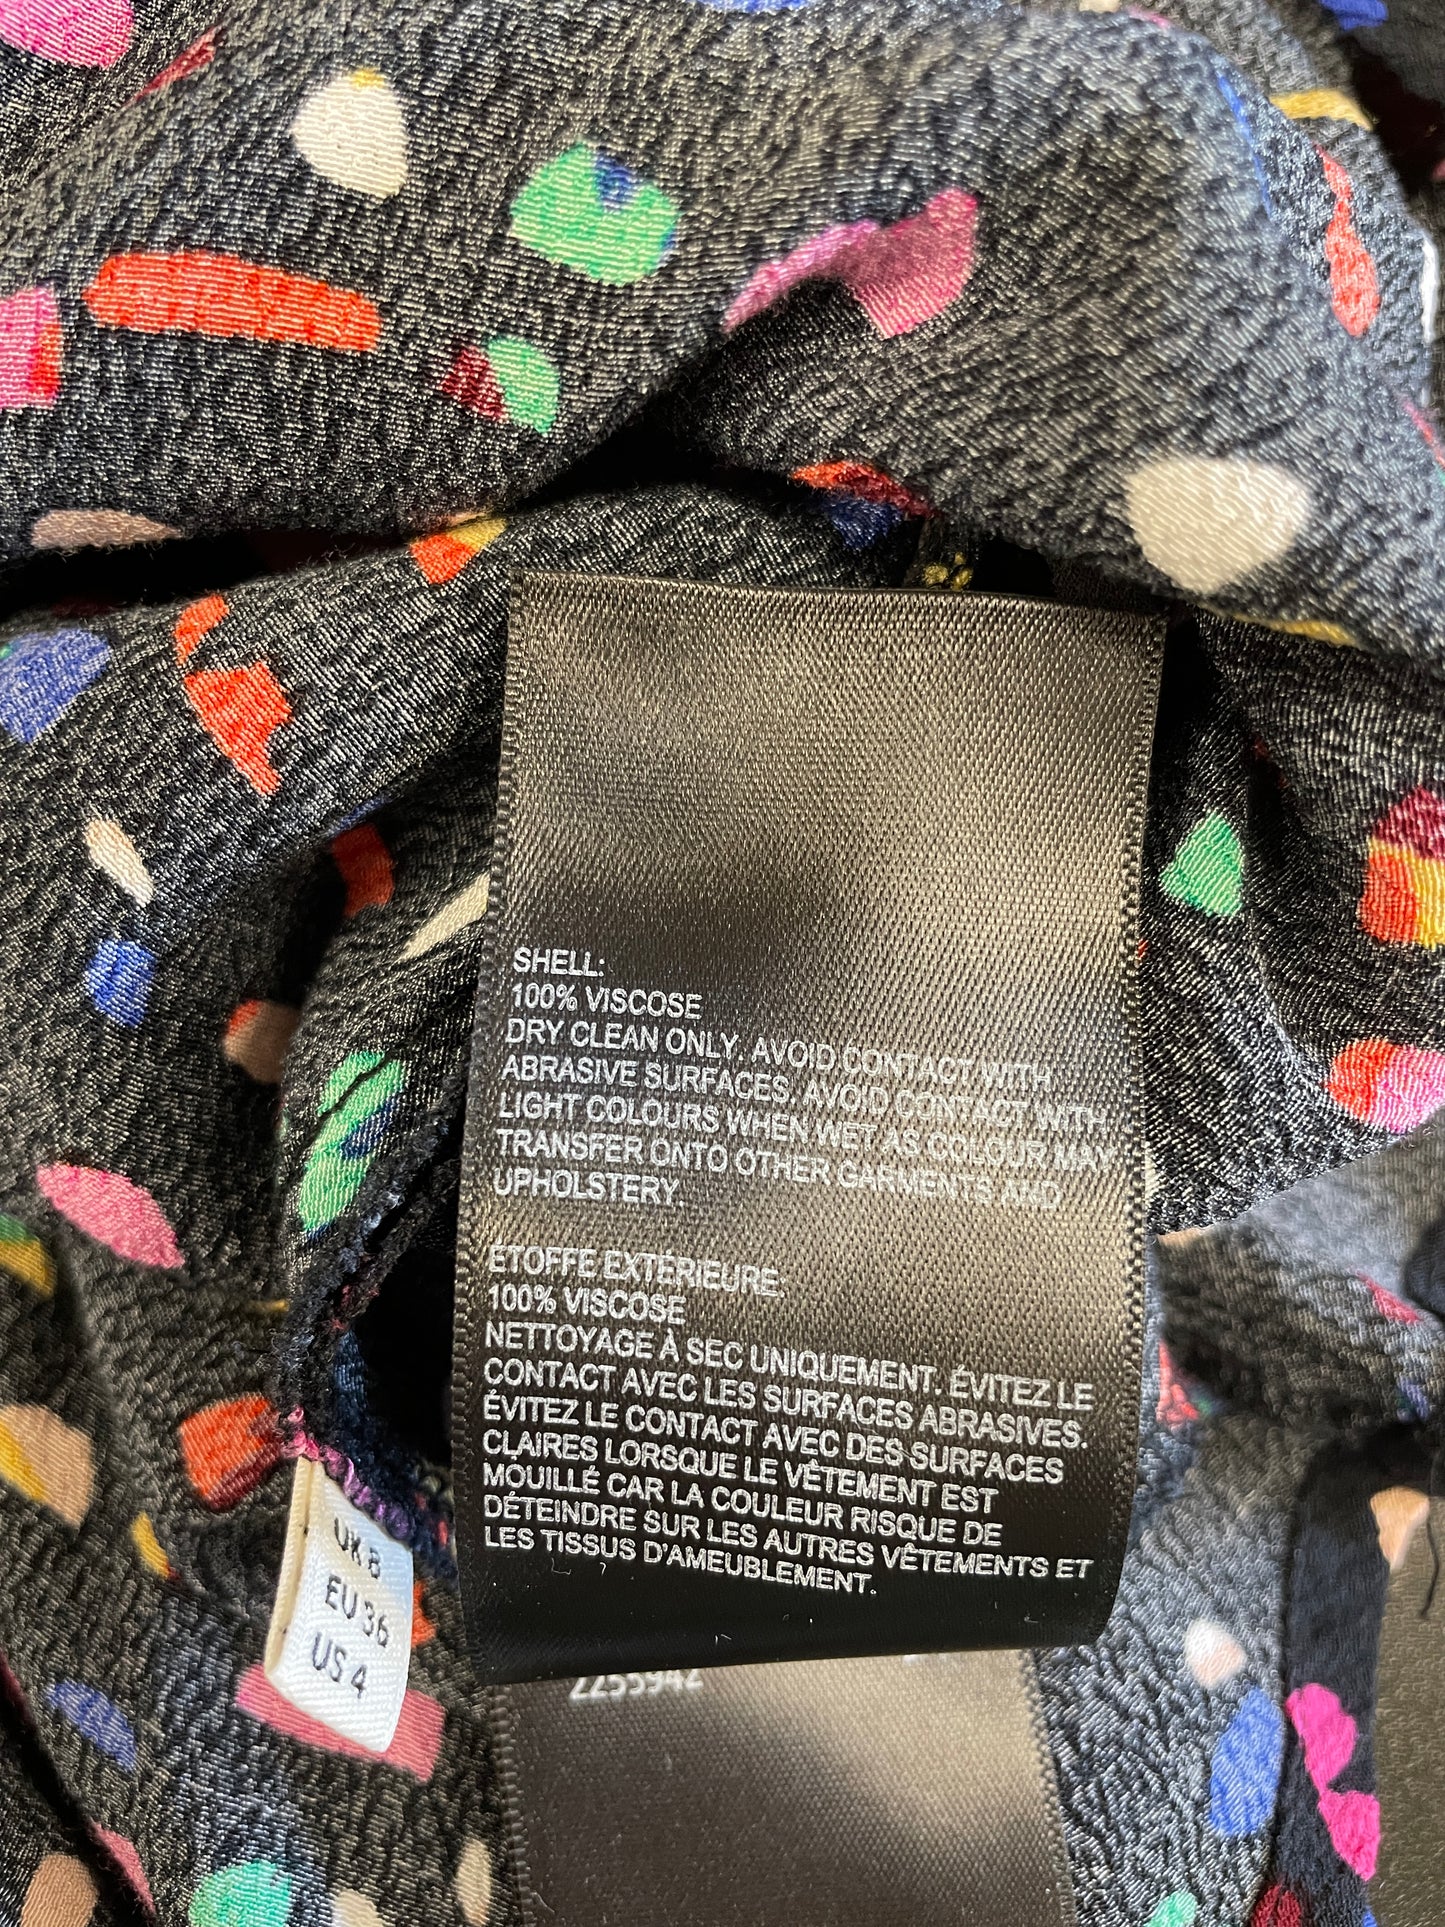 SHELL:
100% VISCOSE
DRY CLEAN ONLY. AVOID CONTACT WITH
ABRASIVE SURFACES. AVOID CONTACT WITH
LIGHT COLOURS WHEN WET AS COLOUR MAY
TRANSFER ONTO OTHER GARMENTS AND
UPHOLSTERY.
ÉTOFFE EXTÉRIEURE:
100% VISCOSE
NETTOYAGE À SEC UNIQUEMENT. ÉVITEZ LE
CONTACT AVEC LES SURFACES ABRASIVES.
ÉVITEZ LE CONTACT AVEC DES SURFACES
CLAIRES LORSQUE LE VÊTEMENT EST
MOUILLÉ CAR LA COULEUR RISQUE DE
DÉTEINDRE SUR LES AUTRES VÊTEMENTS ET
LES TISSUS D'AMEUBLEMENT.
UK 8
EU 36
US 4